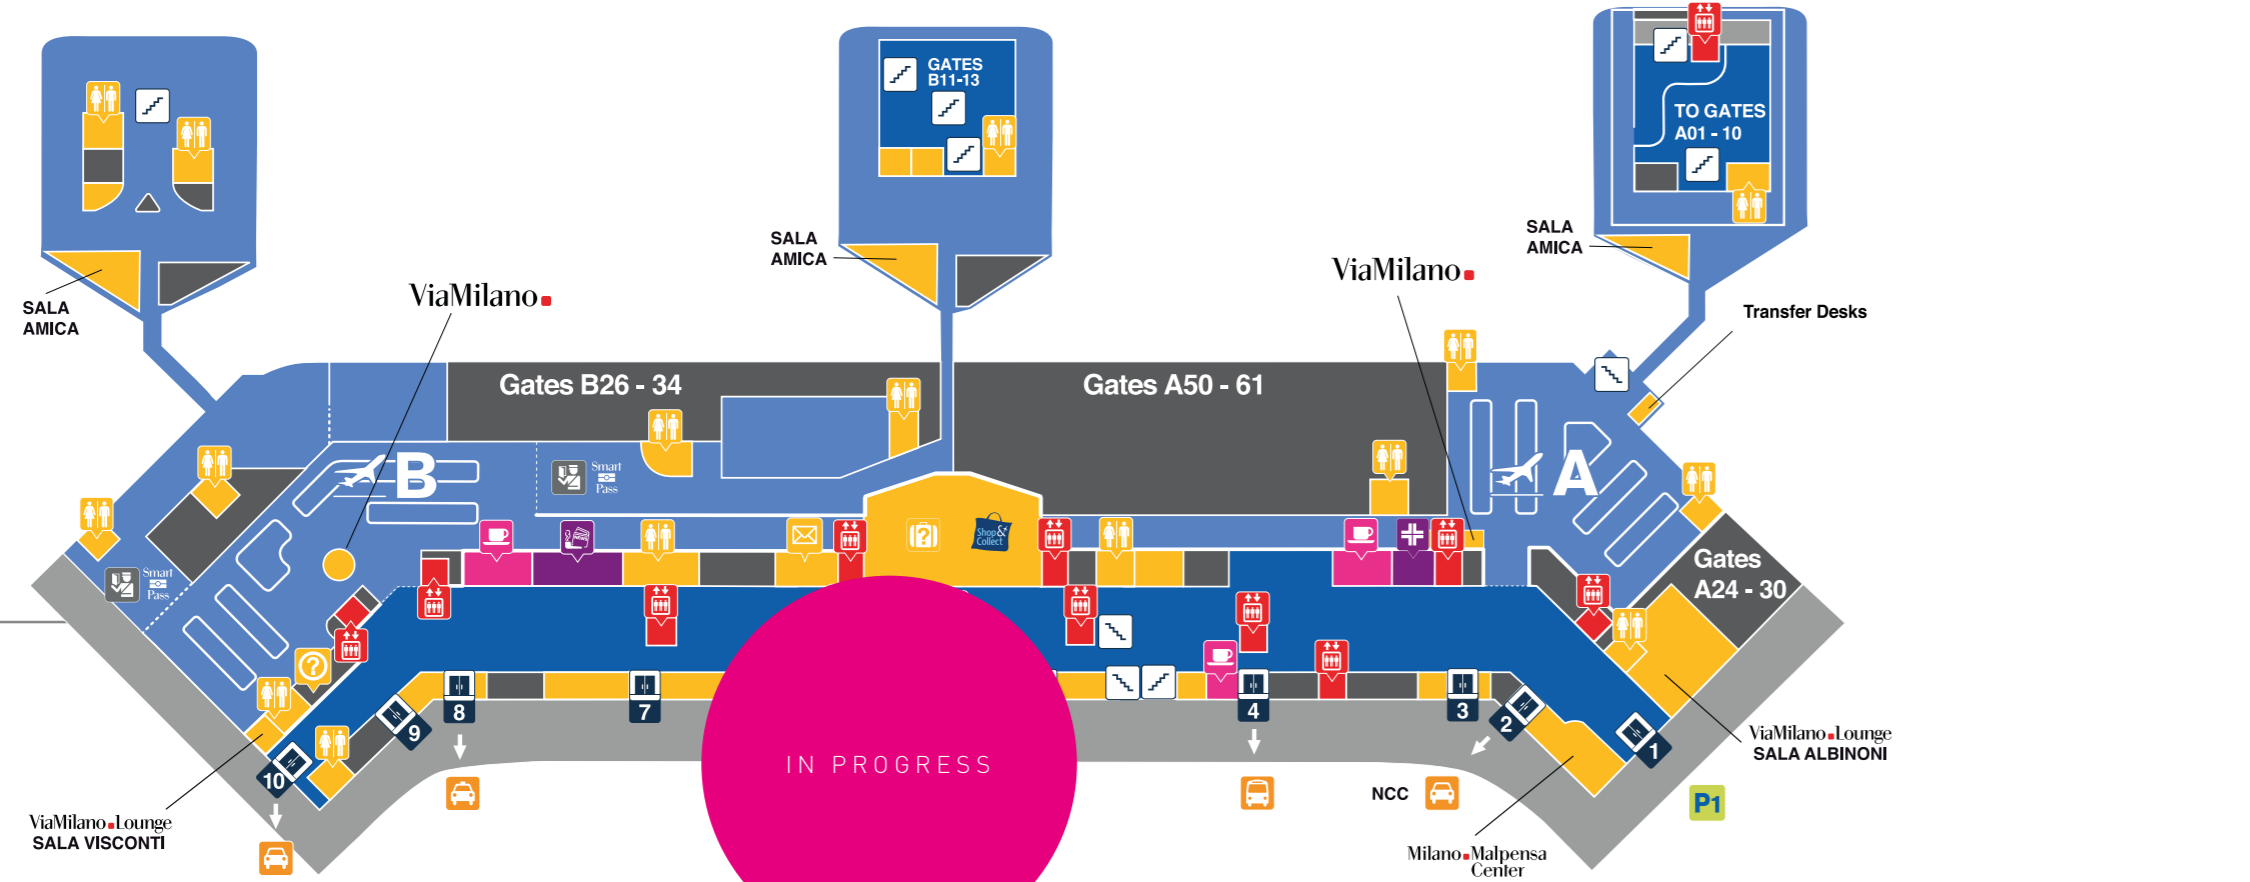 GATES
B11-13
TO GATES
A01 - 10
SALA
AMICA
SALA
AMICA
SALA
AMICA
ViaMilano
ViaMilano
Transfer Desks
Gates B26 - 34
Gates A50 - 61
B
A
Smart
Pass
Smart
Pass
Shop&
Collect
Gates
A24 - 30
?
10
9
8
7
4
3
2
1
IN PROGRESS
NCC
P1
ViaMilano Lounge
SALA VISCONTI
ViaMilano Lounge
SALA ALBINONI
Milano Malpensa
Center